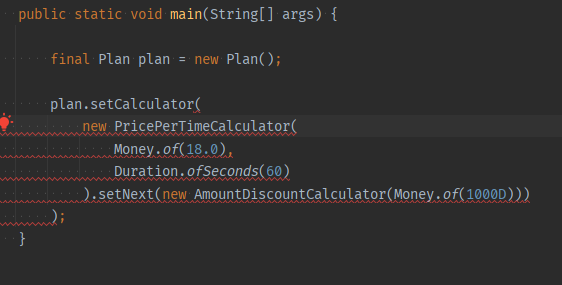 public static void main(String[] args) {
final Plan plan = new Plan();
plan.setCalculator(
new PricePerTimeCalculator(
Money.of(18.0),
Duration.ofSeconds(60)
).setNext(new AmountDiscountCalculator(Money.of(1000D)))
);
}